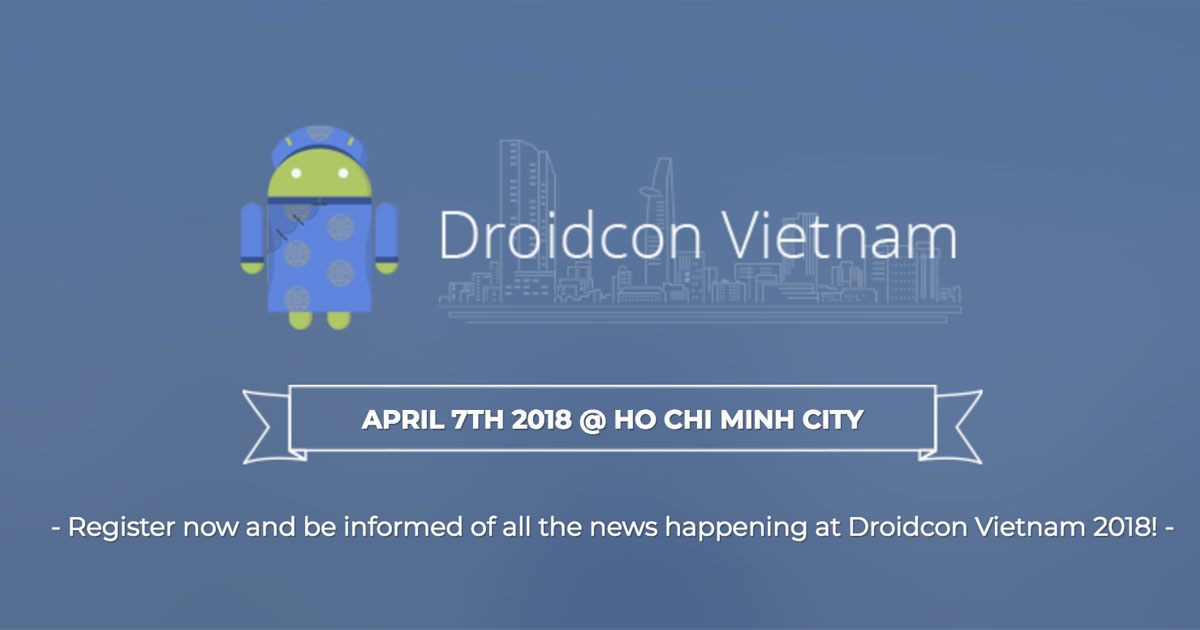 Droidcon Vietnam
APRIL 7TH 2018 @ HO CHI MINH CITY
- Register now and be informed of all the news happening at Droidcon Vietnam 2018! -